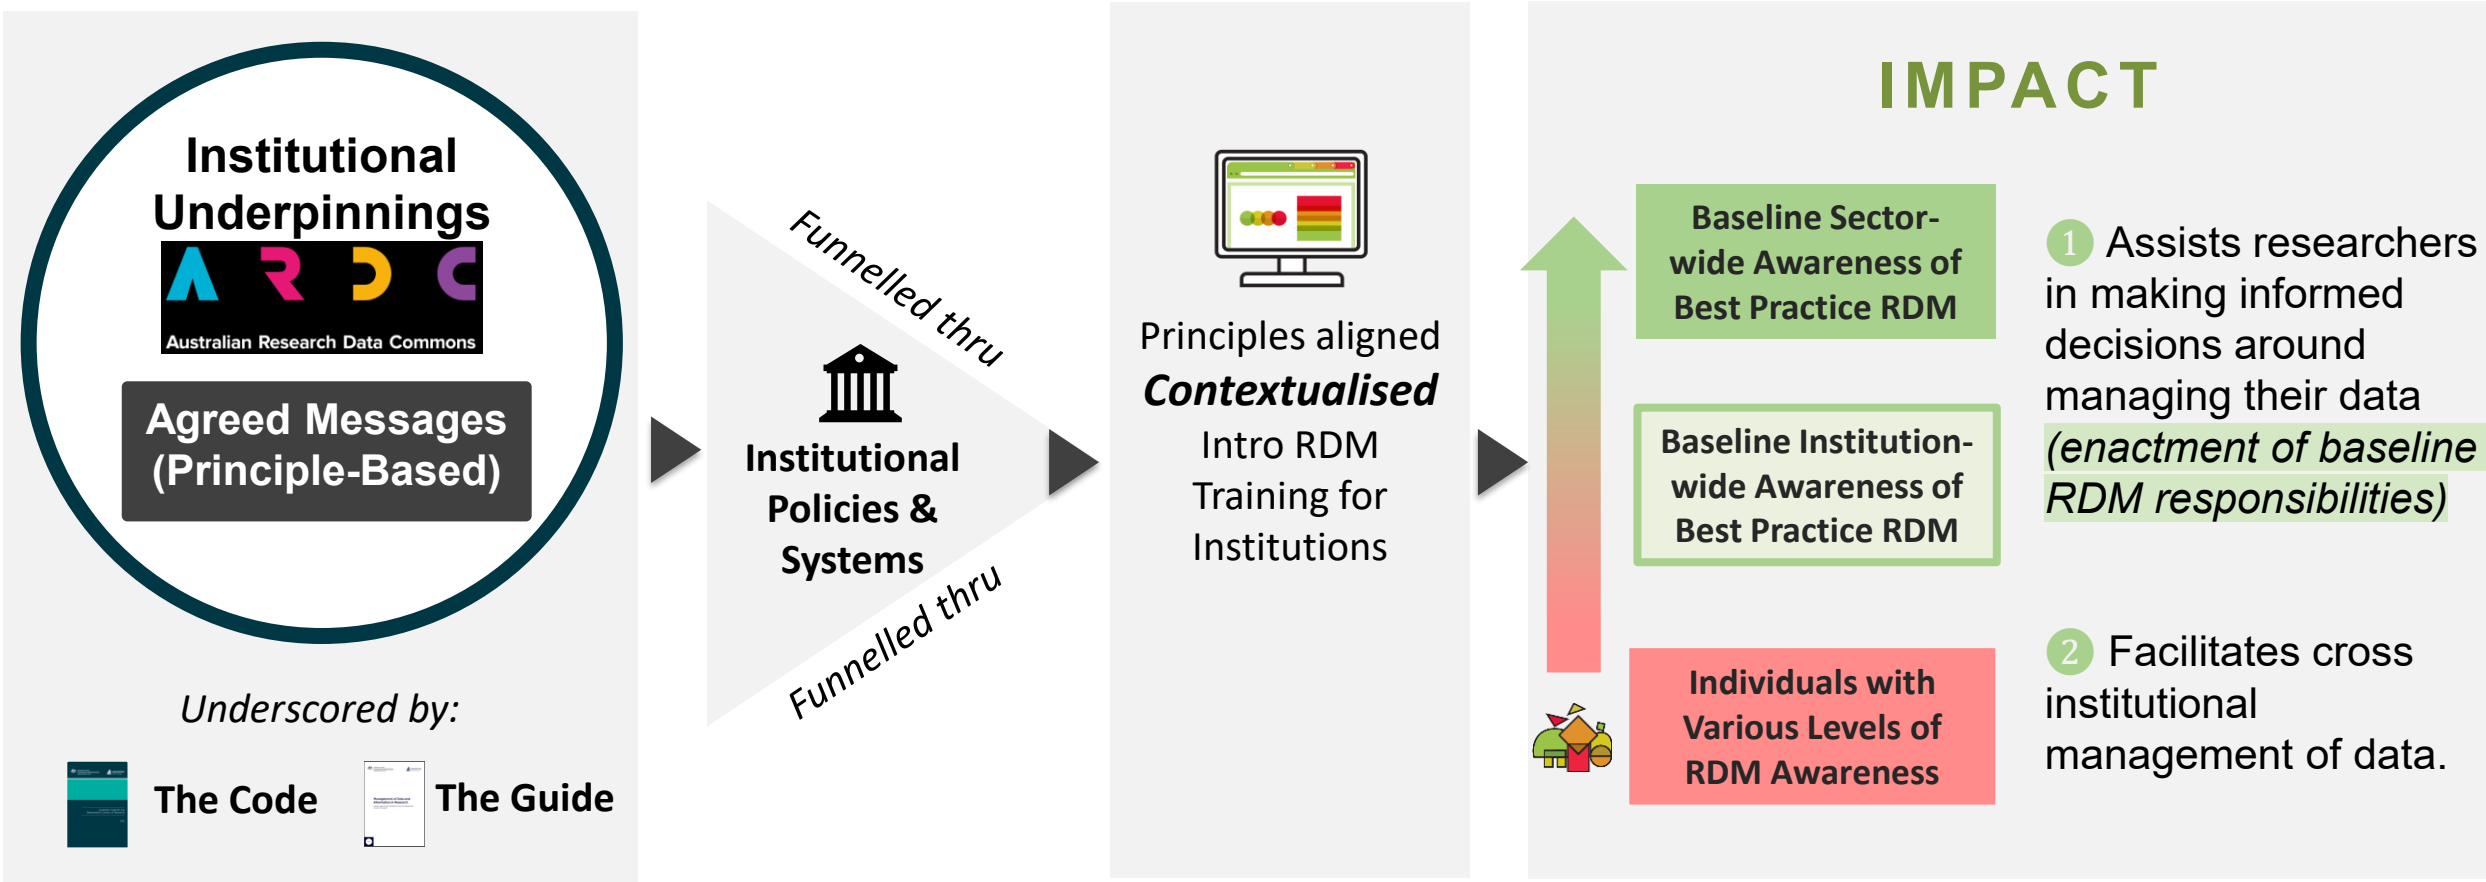 Institutional
Underpinnings
A R D C
Australian Research Data Commons
Agreed Messages
(Principle-Based)
Underscored by:
The Code
The Guide
Funnelled thru
Institutional
Policies &
Systems
Funnelled thru
Principles aligned
Contextualised
Intro RDM
Training for
Institutions
IMPACT
Baseline Sector-
wide Awareness of
Best Practice RDM
Baseline Institution-
wide Awareness of
Best Practice RDM
Individuals with
Various Levels of
RDM Awareness
1 Assists researchers
in making informed
decisions around
managing their data
(enactment of baseline
RDM responsibilities)
2 Facilitates cross
institutional
management of data.